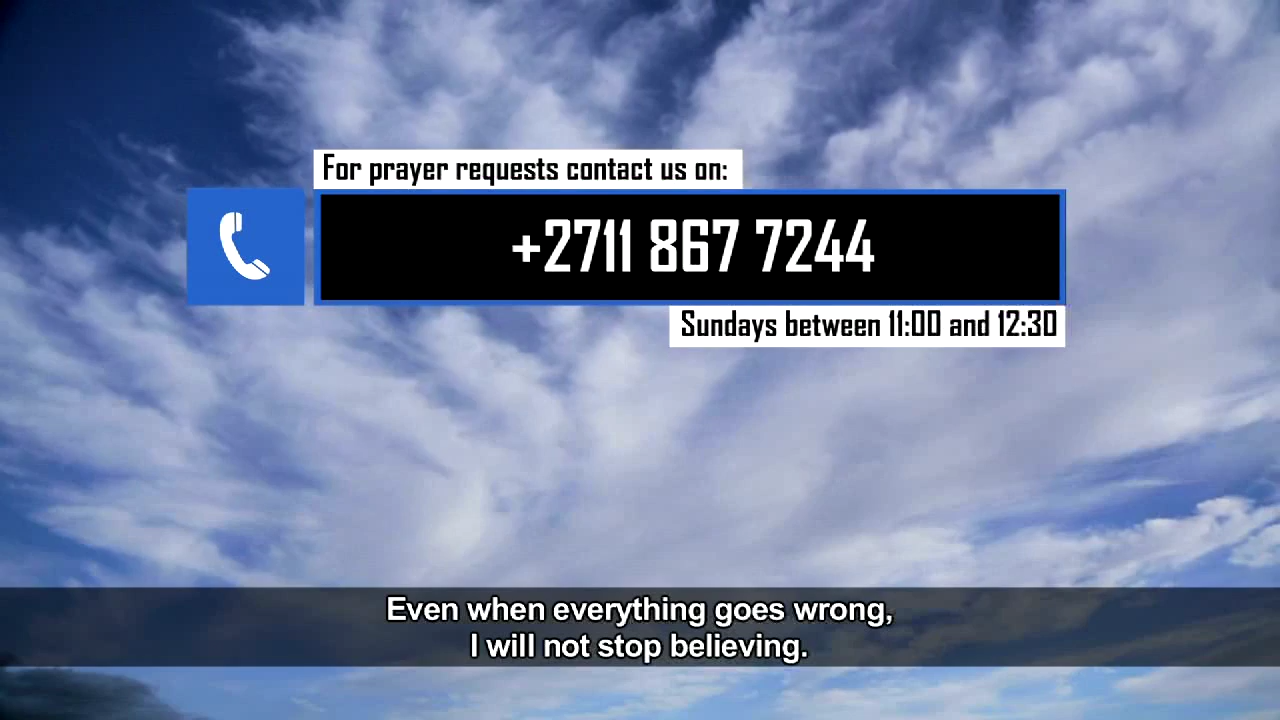 For prayer requests contact us on:
+2711 867 7244
Sundays between 11:00 and 12:30
Even when everything goes wrong,
I will not stop believing.